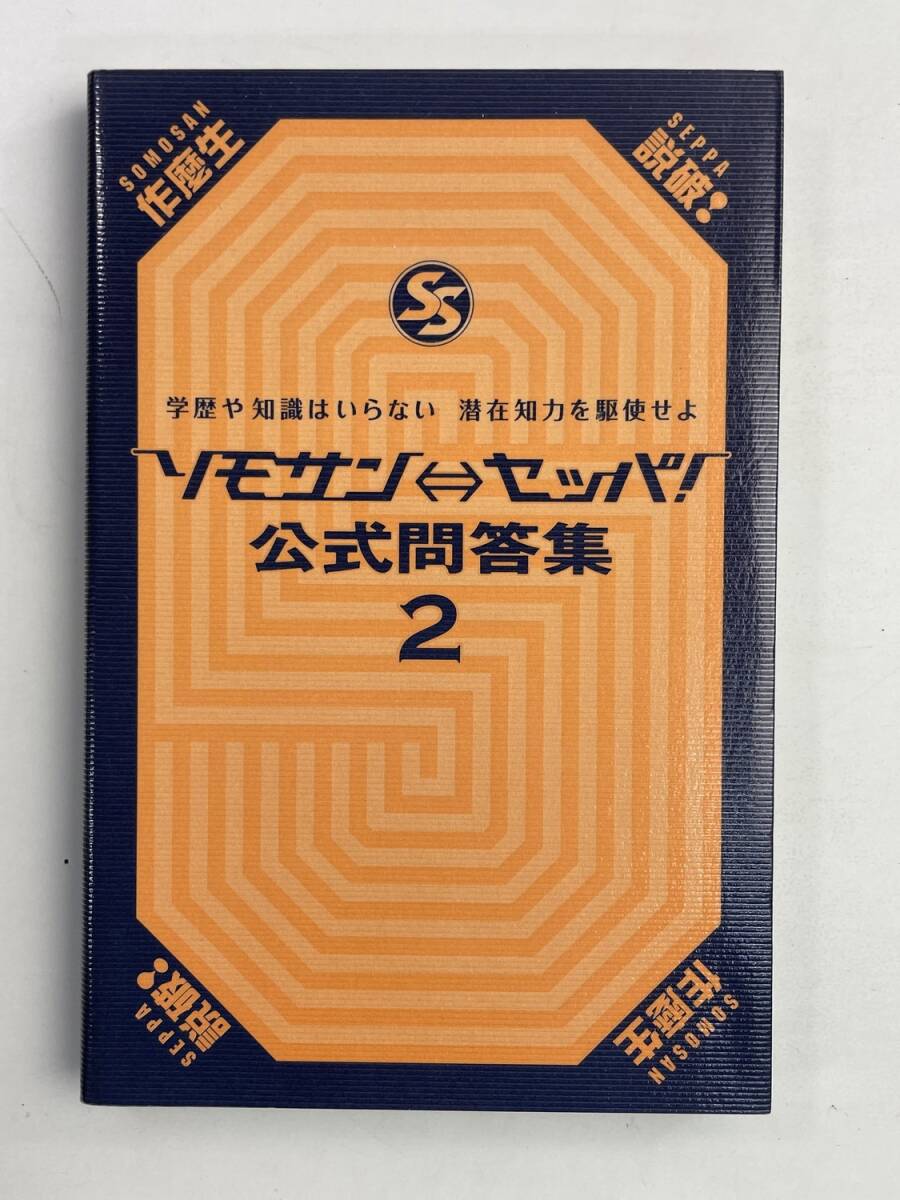 SOMOSAN
作麼生
SEPPA
説破!
SS
学歴や知識はいらない 潜在知力を駆使せよ
ソモサン⇔セッパ!
公式問答集
2
説破!
SEPPA
作麼生
SOMOSAN